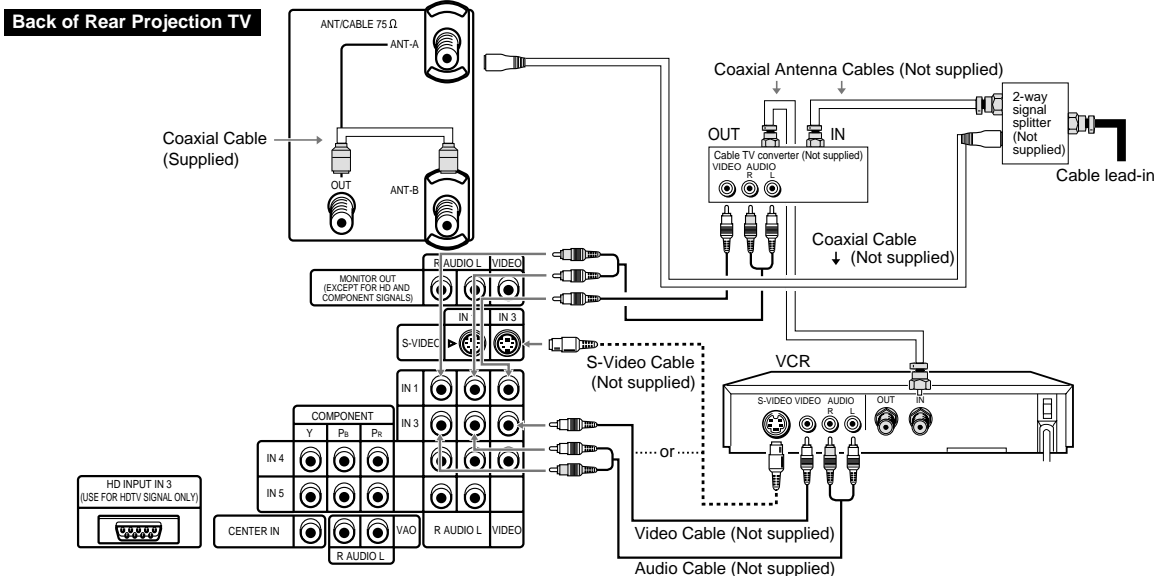 Back of Rear Projection TV
ANT/CABLE 75 Ω
ANT-A
Coaxial Cable
(Supplied)
OUT
ANT-B
Coaxial Antenna Cables (Not supplied)
2-way
signal
splitter
(Not
supplied)
Cable lead-in
OUT
IN
Cable TV converter (Not supplied)
VIDEO AUDIO
R L
Coaxial Cable
(Not supplied)
R AUDIO L VIDEO
MONITOR OUT
(EXCEPT FOR HD AND
COMPONENT SIGNALS)
IN
IN 3
S-VIDEO
S-Video Cable
(Not supplied)
VCR
S-VIDEO VIDEO AUDIO OUT IN
R L
IN 1
IN 3
COMPONENT
Y PB PR
IN 4
IN 5
or
HD INPUT IN 3
(USE FOR HDTV SIGNAL ONLY)
CENTER IN
VAO
R AUDIO L VIDEO
R AUDIO L
Video Cable (Not supplied)
Audio Cable (Not supplied)